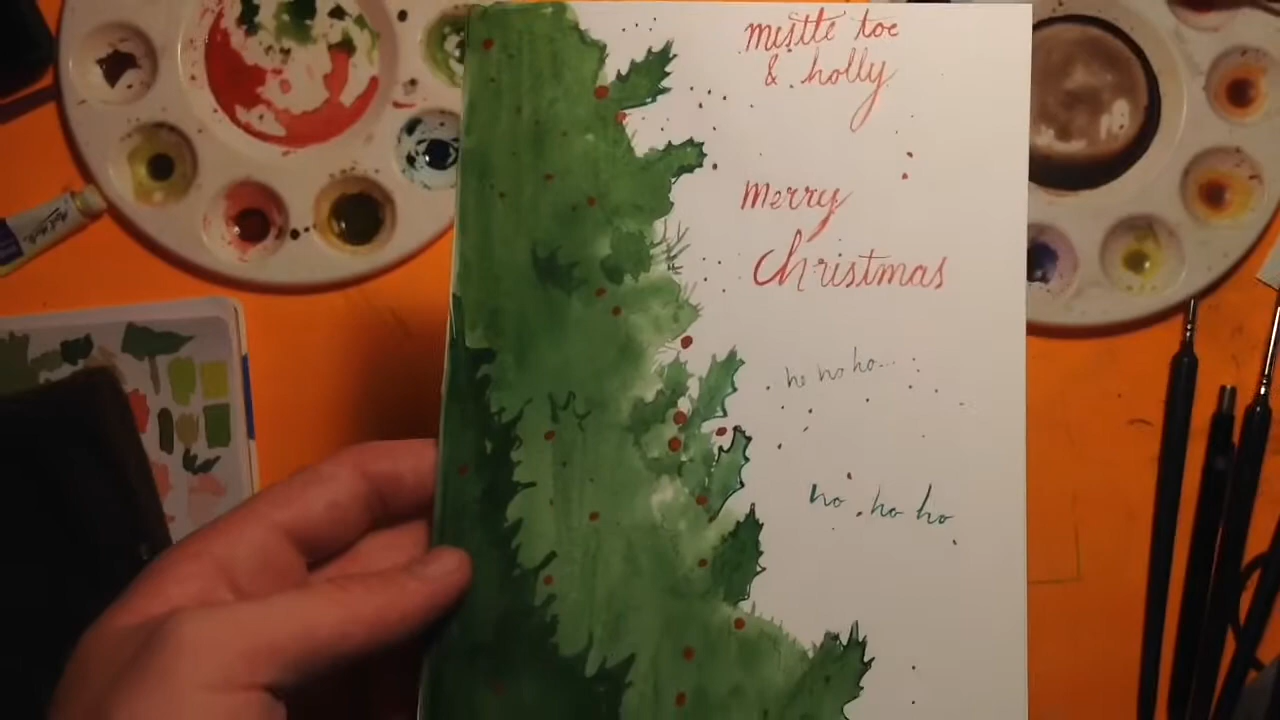 mistle toe
& holly
Merry
Christmas
ho ho ho...
ho ho ho